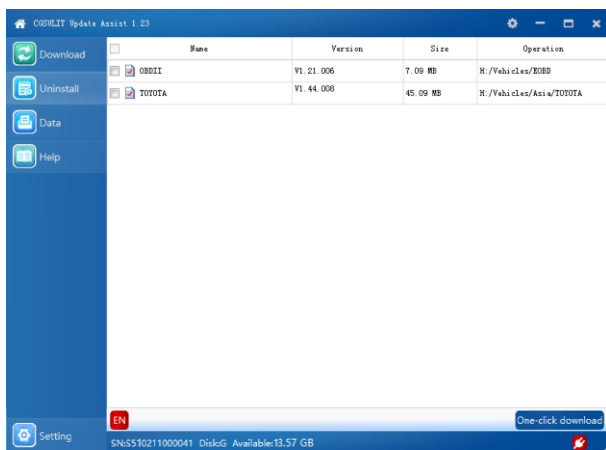 CGSULIT Update Assist 1.23
Download
Uninstall
Data
Help
Setting
Name Version Size Operation
OBDII V1.21.006 7.09 MB H:/Vehicles/EOBD
TOYOTA V1.44.008 45.09 MB H:/Vehicles/Asia/TOYOTA
EN One-click download
SN:S510211000041 Disk:G Available:13.57 GB